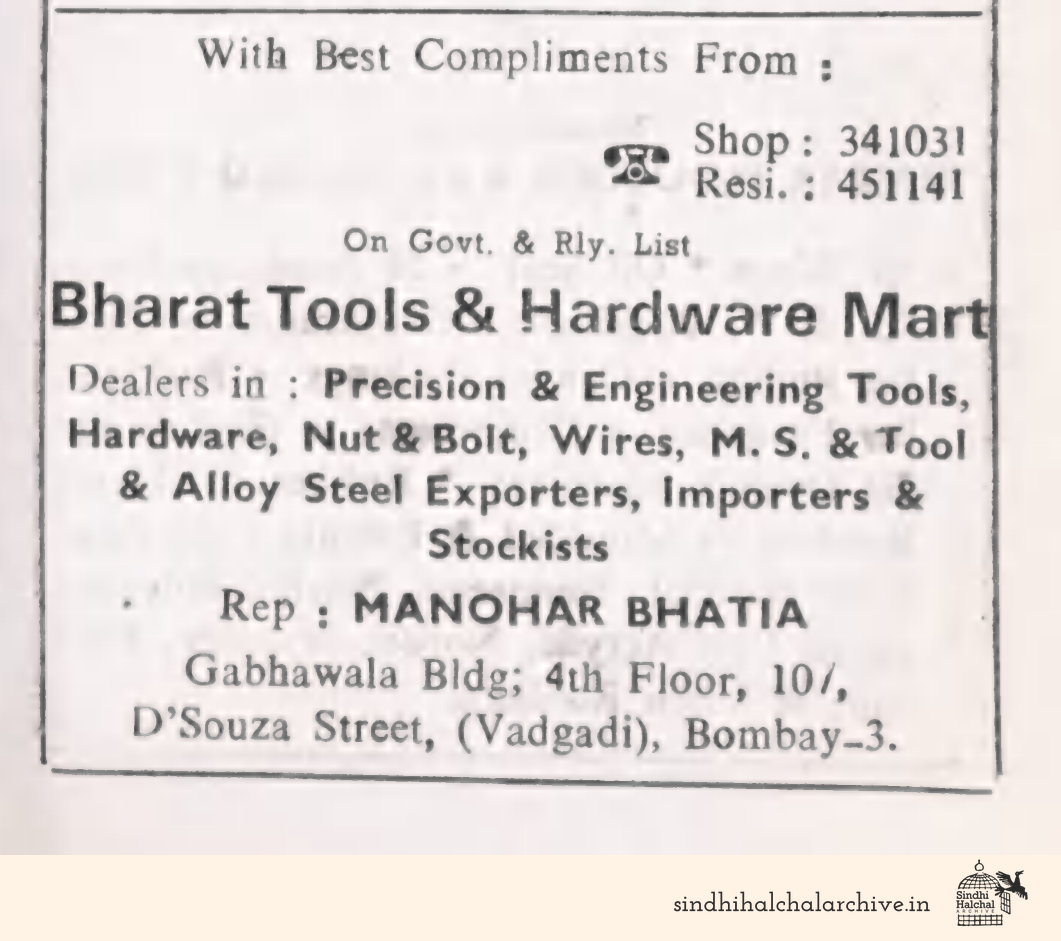 With Best Compliments From :
Shop : 341031
Resi. : 451141
On Govt. & Rly. List
Bharat Tools & Hardware Mart
Dealers in : Precision & Engineering Tools,
Hardware, Nut & Bolt, Wires, M. S. & Tool
& Alloy Steel Exporters, Importers &
Stockists
Rep : MANOHAR BHATIA
Gabhawala Bldg; 4th Floor, 10/,
D'Souza Street, (Vadgadi), Bombay-3.
sindhihalchalarchive.in
Sindhi
Halchal
ARCHIVE